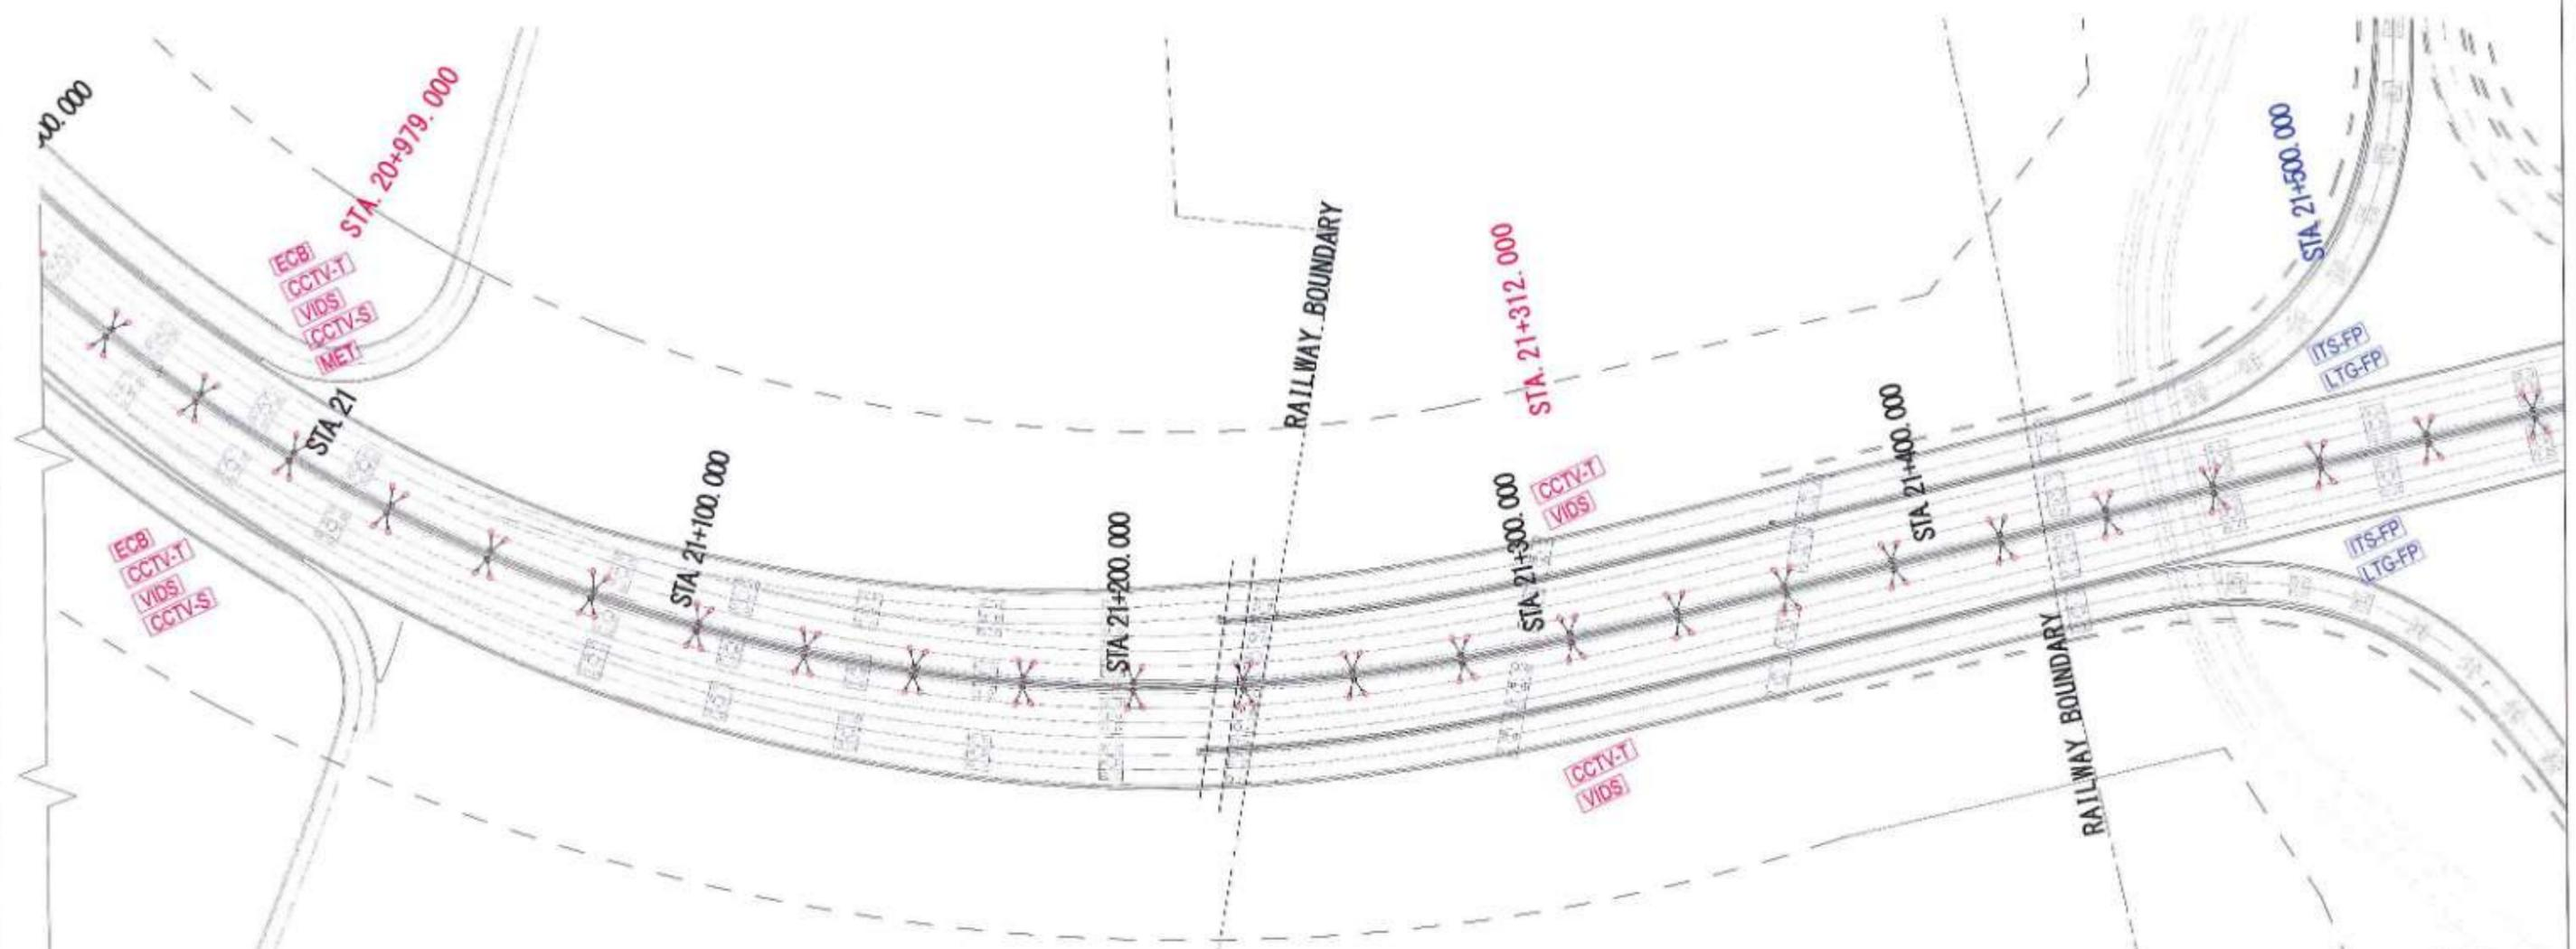 STA. 20+979. 000
ECB
CCTV-T
VIDS
CCTV-S
MET
STA. 21
ECB
CCTV-T
VIDS
CCTV-S
STA. 21+100. 000
STA. 21+200. 000
RAILWAY BOUNDARY
STA. 21+312. 000
CCTV-T
VIDS
STA. 21+300. 000
CCTV-T
VIDS
STA. 21+400. 000
STA. 21+500. 000
ITS-FP
LTG-FP
ITS-FP
LTG-FP
RAILWAY BOUNDARY